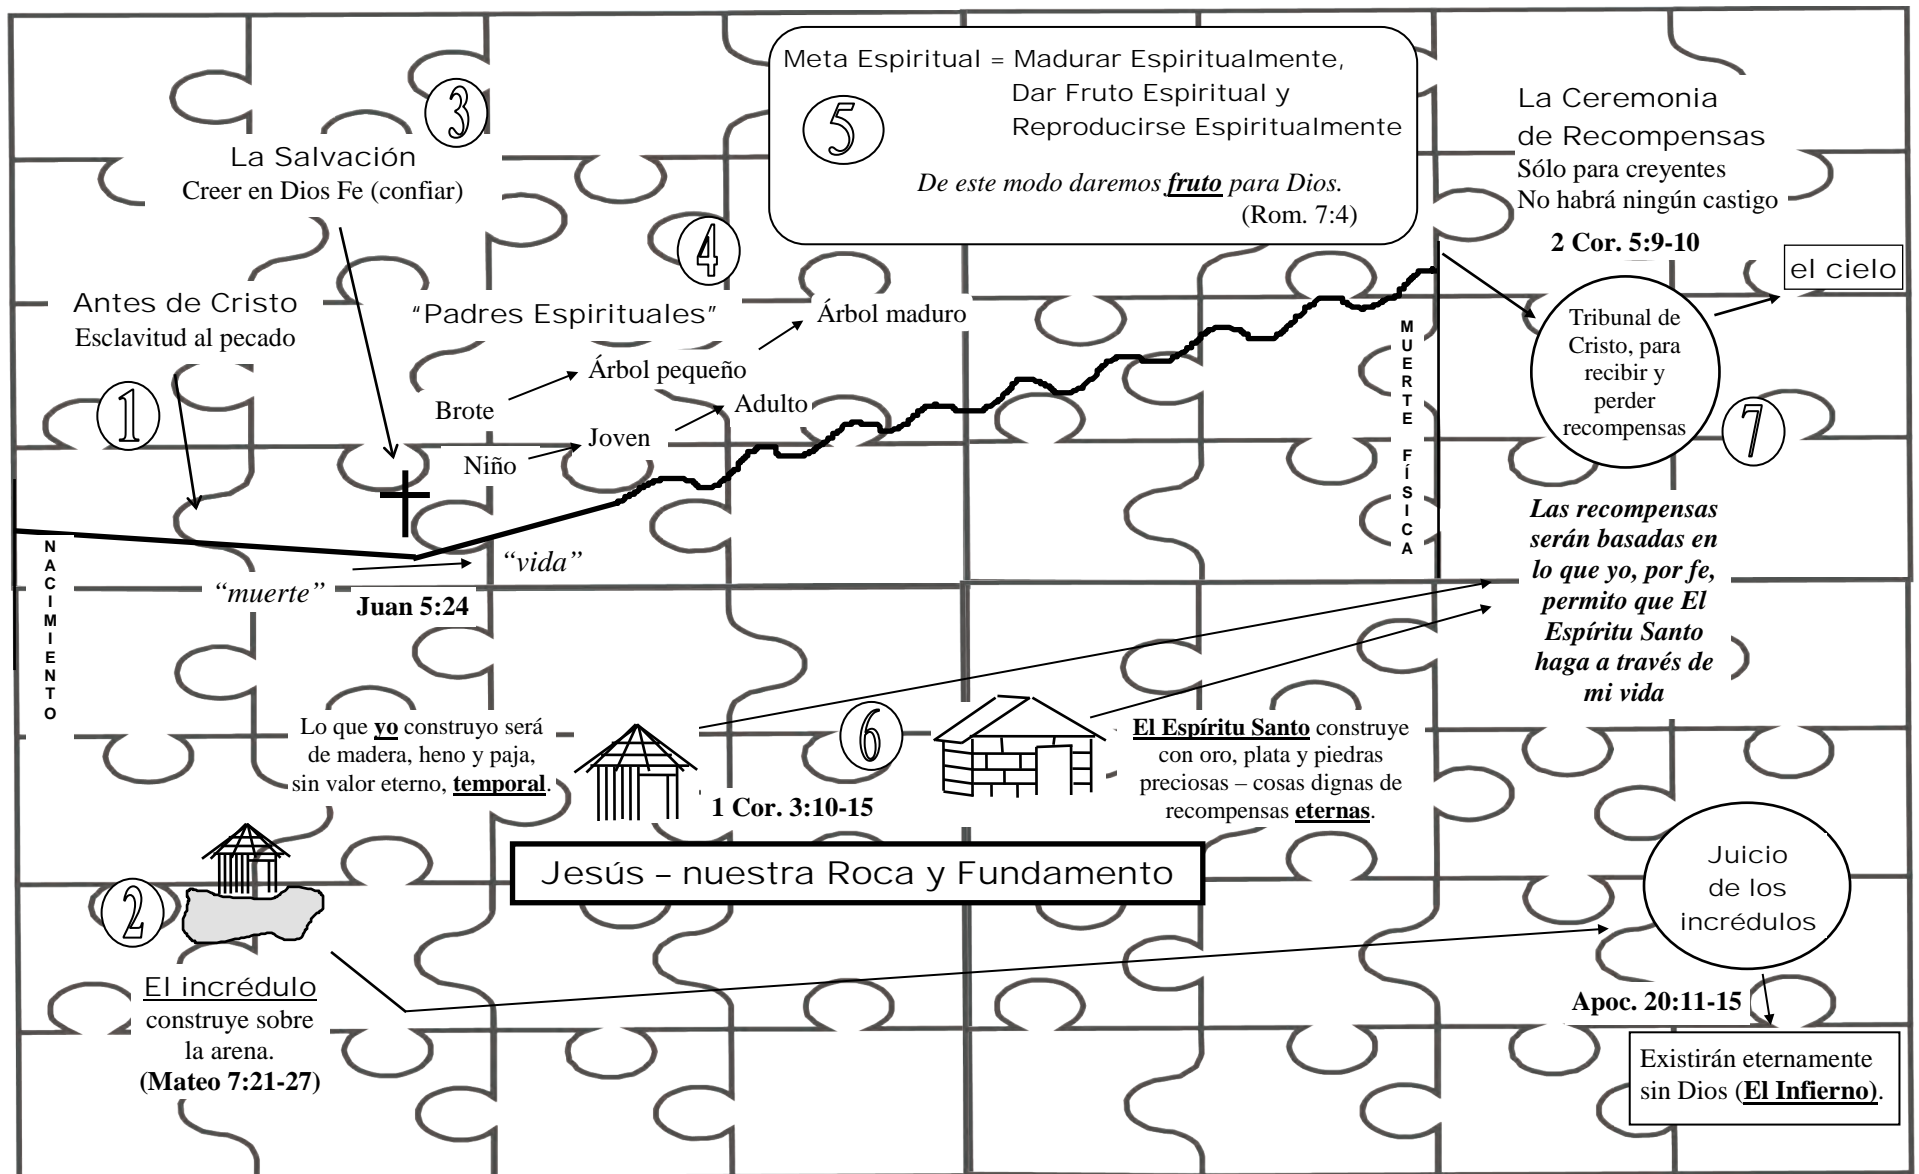 3
La Salvación
Creer en Dios Fe (confiar)
Meta Espiritual = Madurar Espiritualmente,
Dar Fruto Espiritual y
Reproducirse Espiritualmente
5
De este modo daremos fruto para Dios.
(Rom. 7:4)
La Ceremonia
de Recompensas
Sólo para creyentes
No habrá ningún castigo
2 Cor. 5:9-10
el cielo
4
Antes de Cristo
Esclavitud al pecado
1
"Padres Espirituales"
Árbol maduro
Árbol pequeño
Brote
Adulto
Joven
Niño
MUERTE FÍSICA
Tribunal de
Cristo, para
recibir y
perder
recompensas
7
NACIMIENTO
"muerte"
"vida"
Juan 5:24
Las recompensas
serán basadas en
lo que yo, por fe,
permito que El
Espíritu Santo
haga a través de
mi vida
Lo que yo construyo será
de madera, heno y paja,
sin valor eterno, temporal.
1 Cor. 3:10-15
6
El Espíritu Santo construye
con oro, plata y piedras
preciosas – cosas dignas de
recompensas eternas.
Jesús – nuestra Roca y Fundamento
2
El incrédulo
construye sobre
la arena.
(Mateo 7:21-27)
Juicio
de los
incrédulos
Apoc. 20:11-15
Existirán eternamente
sin Dios (El Infierno).